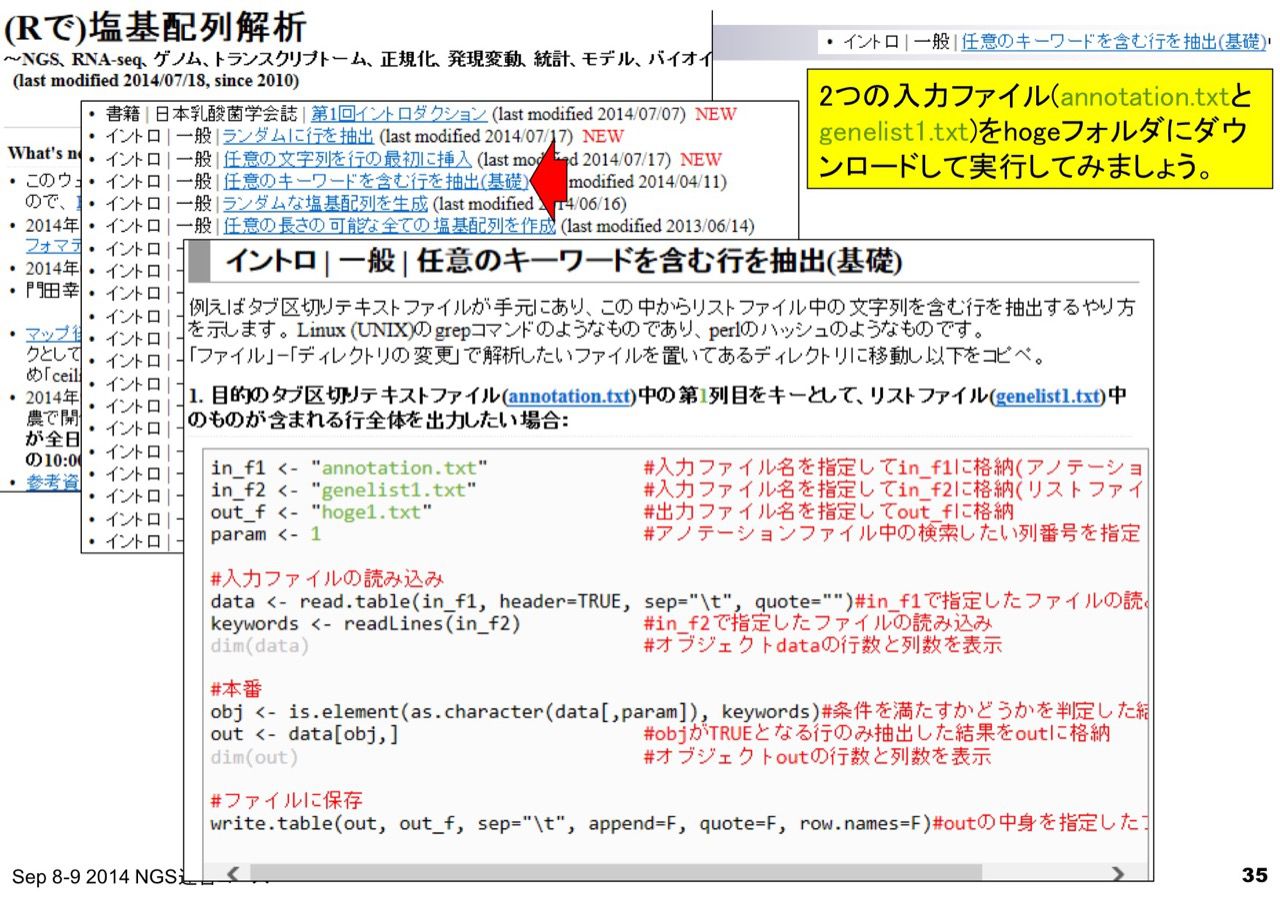 (Rで)塩基配列解析
～NGS、RNA-seq、ゲノム、トランスクリプトーム、正規化、発現変動、統計、モデル、バイオイ
(last modified 2014/07/18, since 2010)
• イントロ | 一般 | 任意のキーワードを含む行を抽出(基礎)
2つの入力ファイル(annotation.txtと
genelist1.txt)をhogeフォルダにダウ
ンロードして実行してみましょう。
What's
• このウ
ので、
• 2014年
フォマテ
• 2014年
• 門田幸
• マップ
クとして
め「ceil
• 2014年
農で開
が全日
の10:0
• 参考資
• 書籍 | 日本乳酸菌学会誌 | 第1回イントロダクション (last modified 2014/07/07) NEW
• イントロ | 一般 | ランダムに行を抽出 (last modified 2014/07/17) NEW
• イントロ | 一般 | 任意の文字列を行の最初に挿入 (last modified 2014/07/17) NEW
• イントロ | 一般 | 任意のキーワードを含む行を抽出(基礎) modified 2014/04/11)
• イントロ | 一般 | ランダムな塩基配列を生成 (last modified 2014/06/16)
• イントロ | 一般 | 任意の長さの可能な全ての塩基配列を作成 (last modified 2013/06/14)
• イントロ |
• イントロ |
• イントロ |
• イントロ |
• イントロ |
• イントロ |
• イントロ |
• イントロ |
• イントロ |
• イントロ |
• イントロ |
• イントロ |
• イントロ |
• イントロ |
イントロ | 一般 | 任意のキーワードを含む行を抽出(基礎)
例えばタブ区切りテキストファイルが手元にあり、この中からリストファイル中の文字列を含む行を抽出するやり方
を示します。Linux (UNIX)のgrepコマンドのようなものであり、perlのハッシュのようなものです。
「ファイル」-「ディレクトリの変更」で解析したいファイルを置いてあるディレクトリに移動し以下をコピペ。
1. 目的のタブ区切りテキストファイル(annotation.txt)中の第1列目をキーとして、リストファイル(genelist1.txt)中
のものが含まれる行全体を出力したい場合:
in_f1 <- "annotation.txt" #入力ファイル名を指定してin_f1に格納(アノテーショ
in_f2 <- "genelist1.txt" #入力ファイル名を指定してin_f2に格納(リストファイ
out_f <- "hoge1.txt" #出力ファイル名を指定してout_fに格納
param <- 1 #アノテーションファイル中の検索したい列番号を指定
#入力ファイルの読み込み
data <- read.table(in_f1, header=TRUE, sep="\t", quote="")#in_f1で指定したファイルの読
keywords <- readLines(in_f2) #in_f2で指定したファイルの読み込み
dim(data) #オブジェクトdataの行数と列数を表示
#本番
obj <- is.element(as.character(data[,param]), keywords)#条件を満たすかどうかを判定した結
out <- data[obj,] #objがTRUEとなる行のみ抽出した結果をoutに格納
dim(out) #オブジェクトoutの行数と列数を表示
#ファイルに保存
write.table(out, out_f, sep="\t", append=F, quote=F, row.names=F)#outの中身を指定した
Sep 8-9 2014 NGS
35